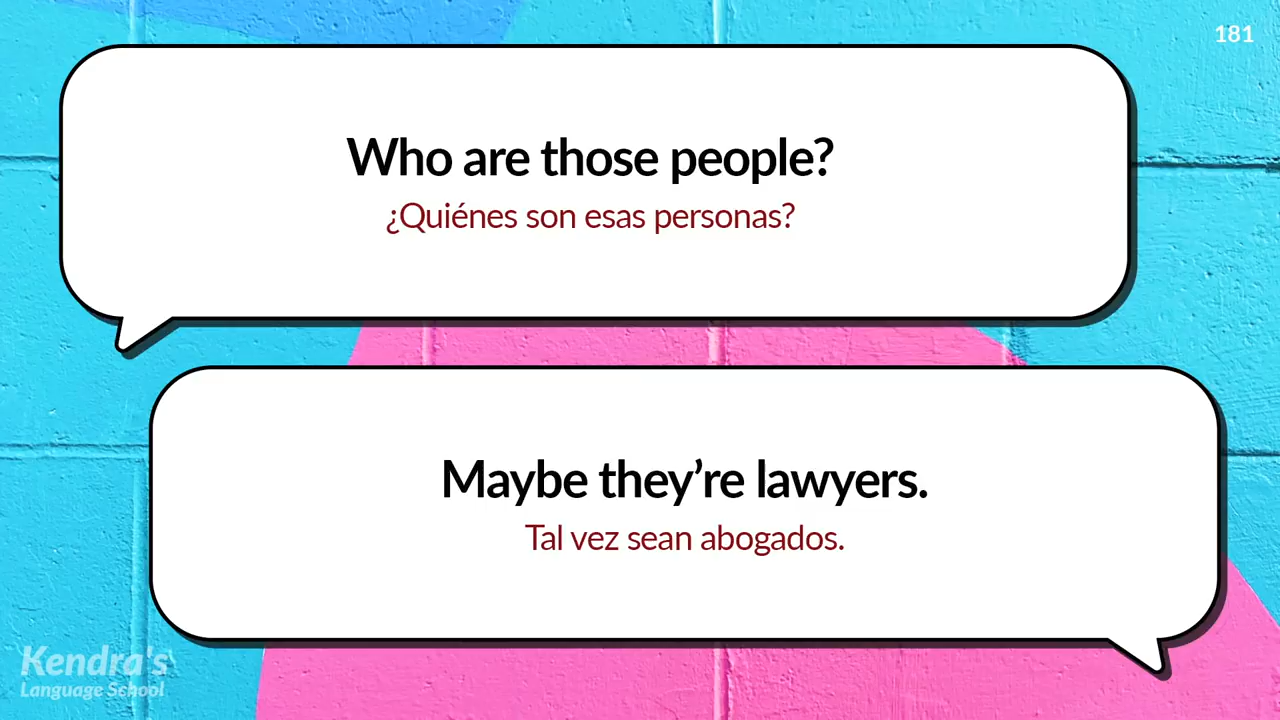 181
Who are those people?
¿Quiénes son esas personas?
Maybe they’re lawyers.
Tal vez sean abogados.
Kendra's
Language School